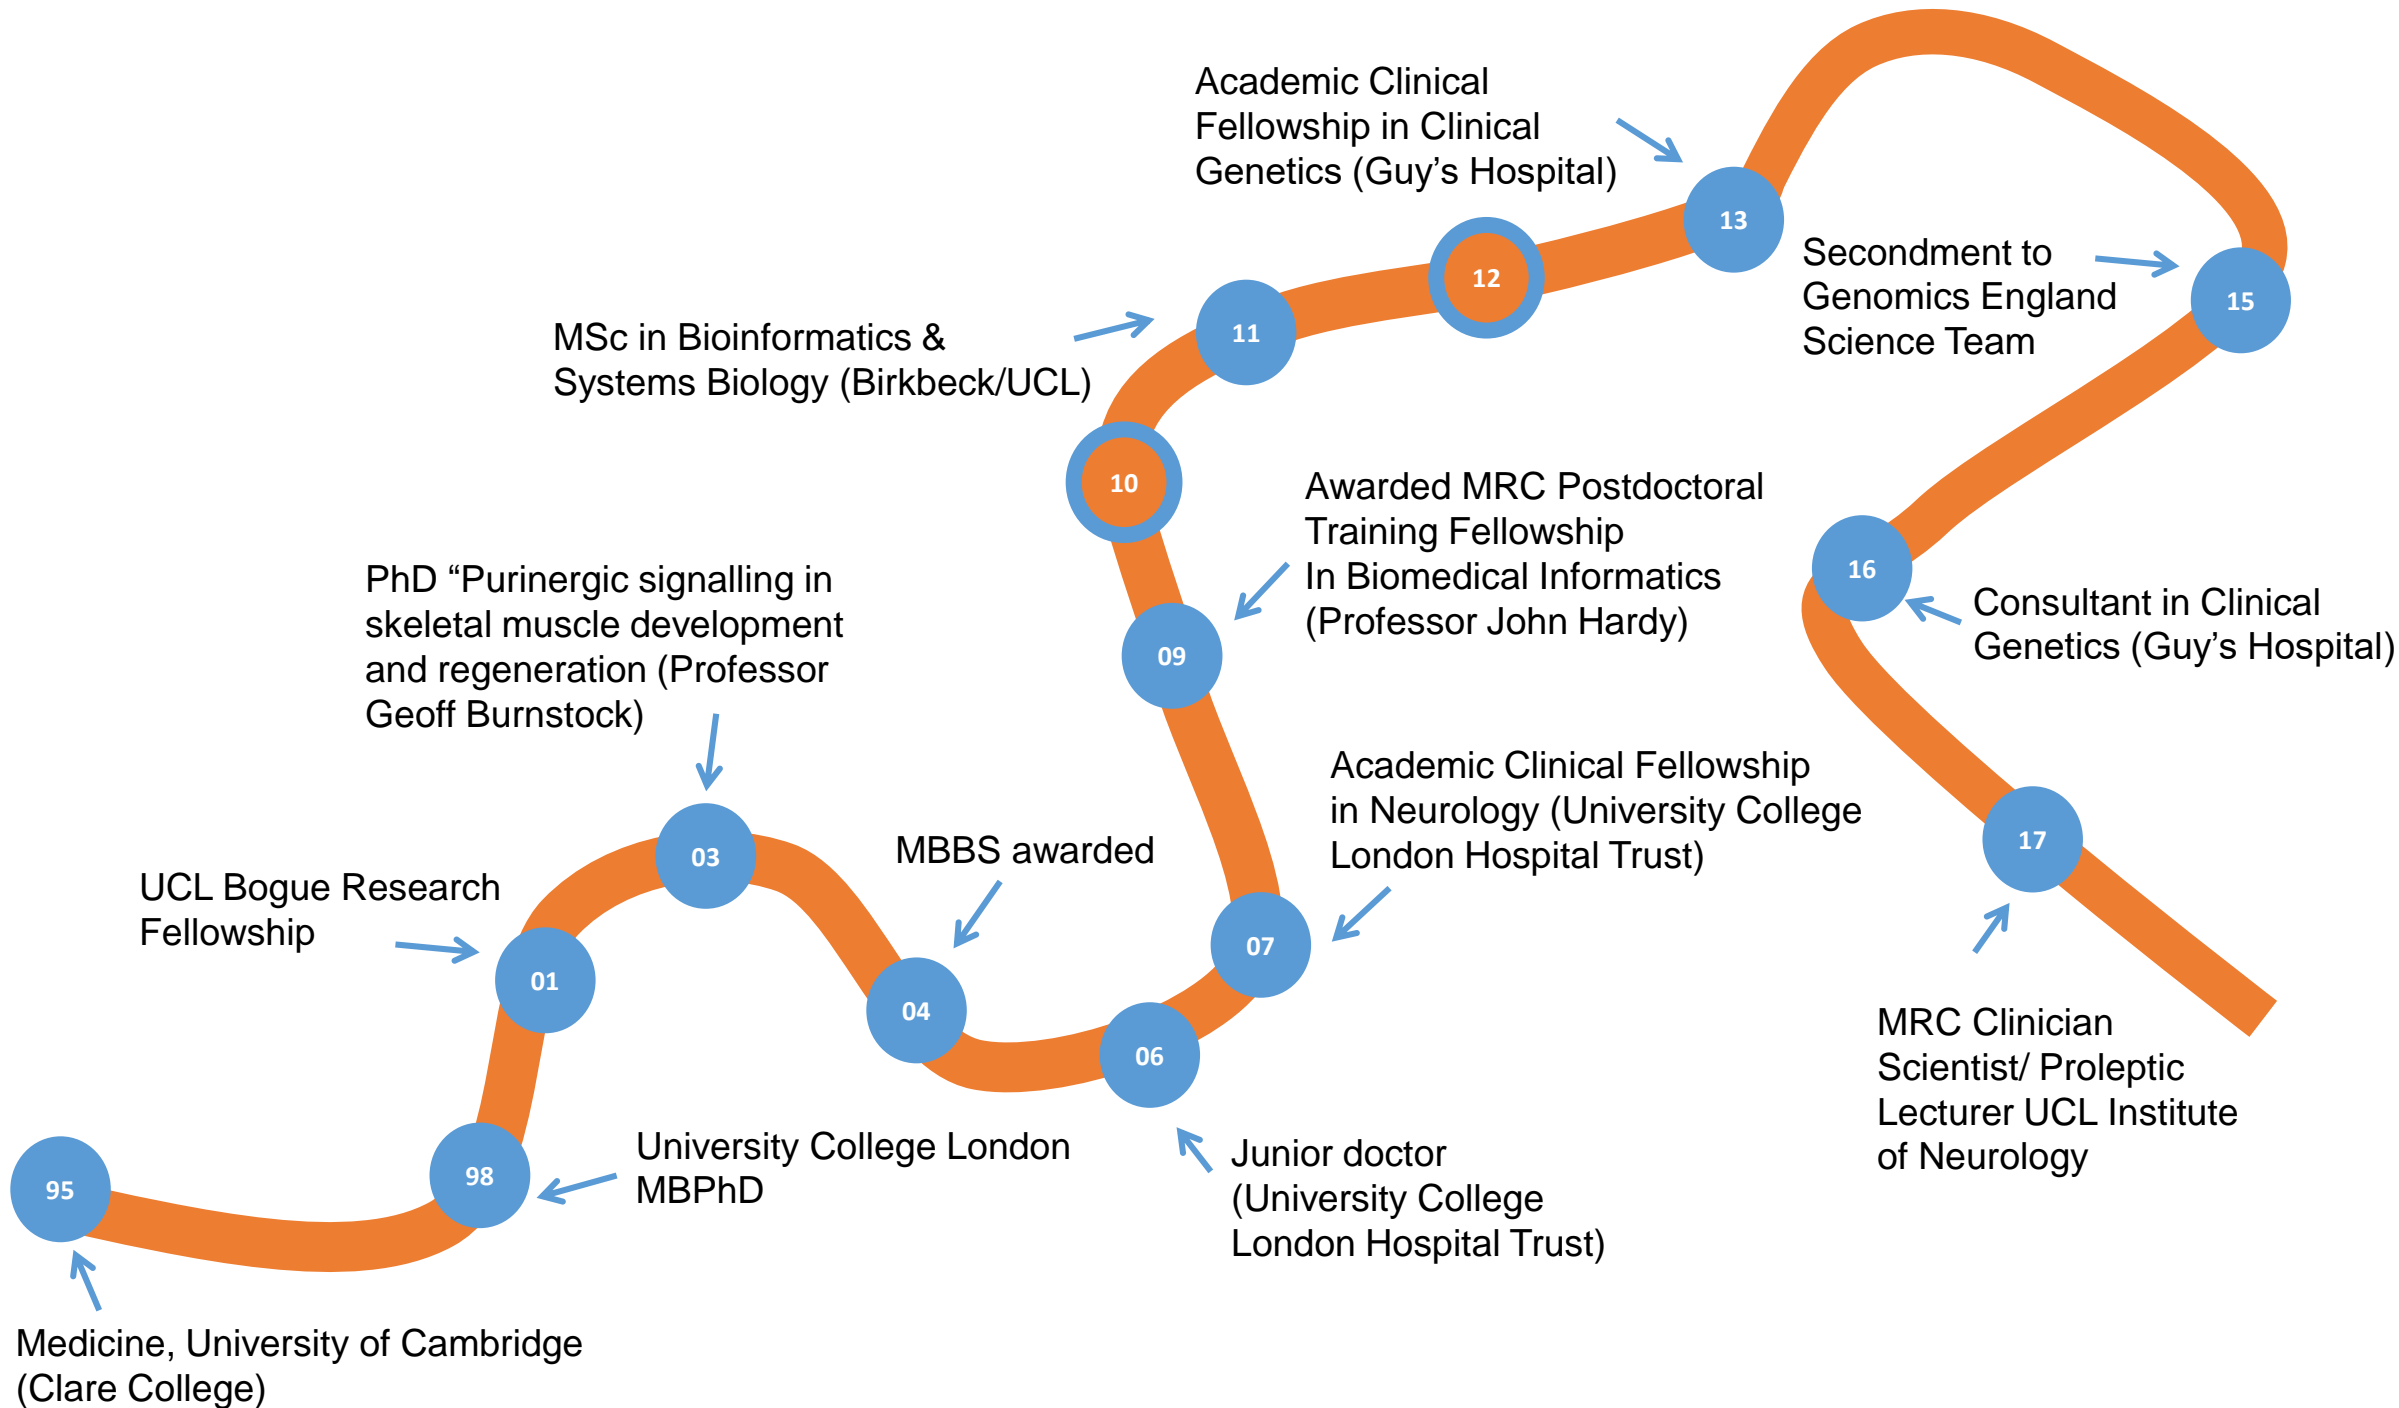 95
Medicine, University of Cambridge
(Clare College)
98
University College London
MBPhD
01
UCL Bogue Research
Fellowship
03
PhD “Purinergic signalling in
skeletal muscle development
and regeneration (Professor
Geoff Burnstock)
04
MBBS awarded
06
Junior doctor
(University College
London Hospital Trust)
07
Academic Clinical Fellowship
in Neurology (University College
London Hospital Trust)
09
Awarded MRC Postdoctoral
Training Fellowship
In Biomedical Informatics
(Professor John Hardy)
10
11
MSc in Bioinformatics &
Systems Biology (Birkbeck/UCL)
12
13
Academic Clinical
Fellowship in Clinical
Genetics (Guy’s Hospital)
15
Secondment to
Genomics England
Science Team
16
Consultant in Clinical
Genetics (Guy’s Hospital)
17
MRC Clinician
Scientist/ Proleptic
Lecturer UCL Institute
of Neurology